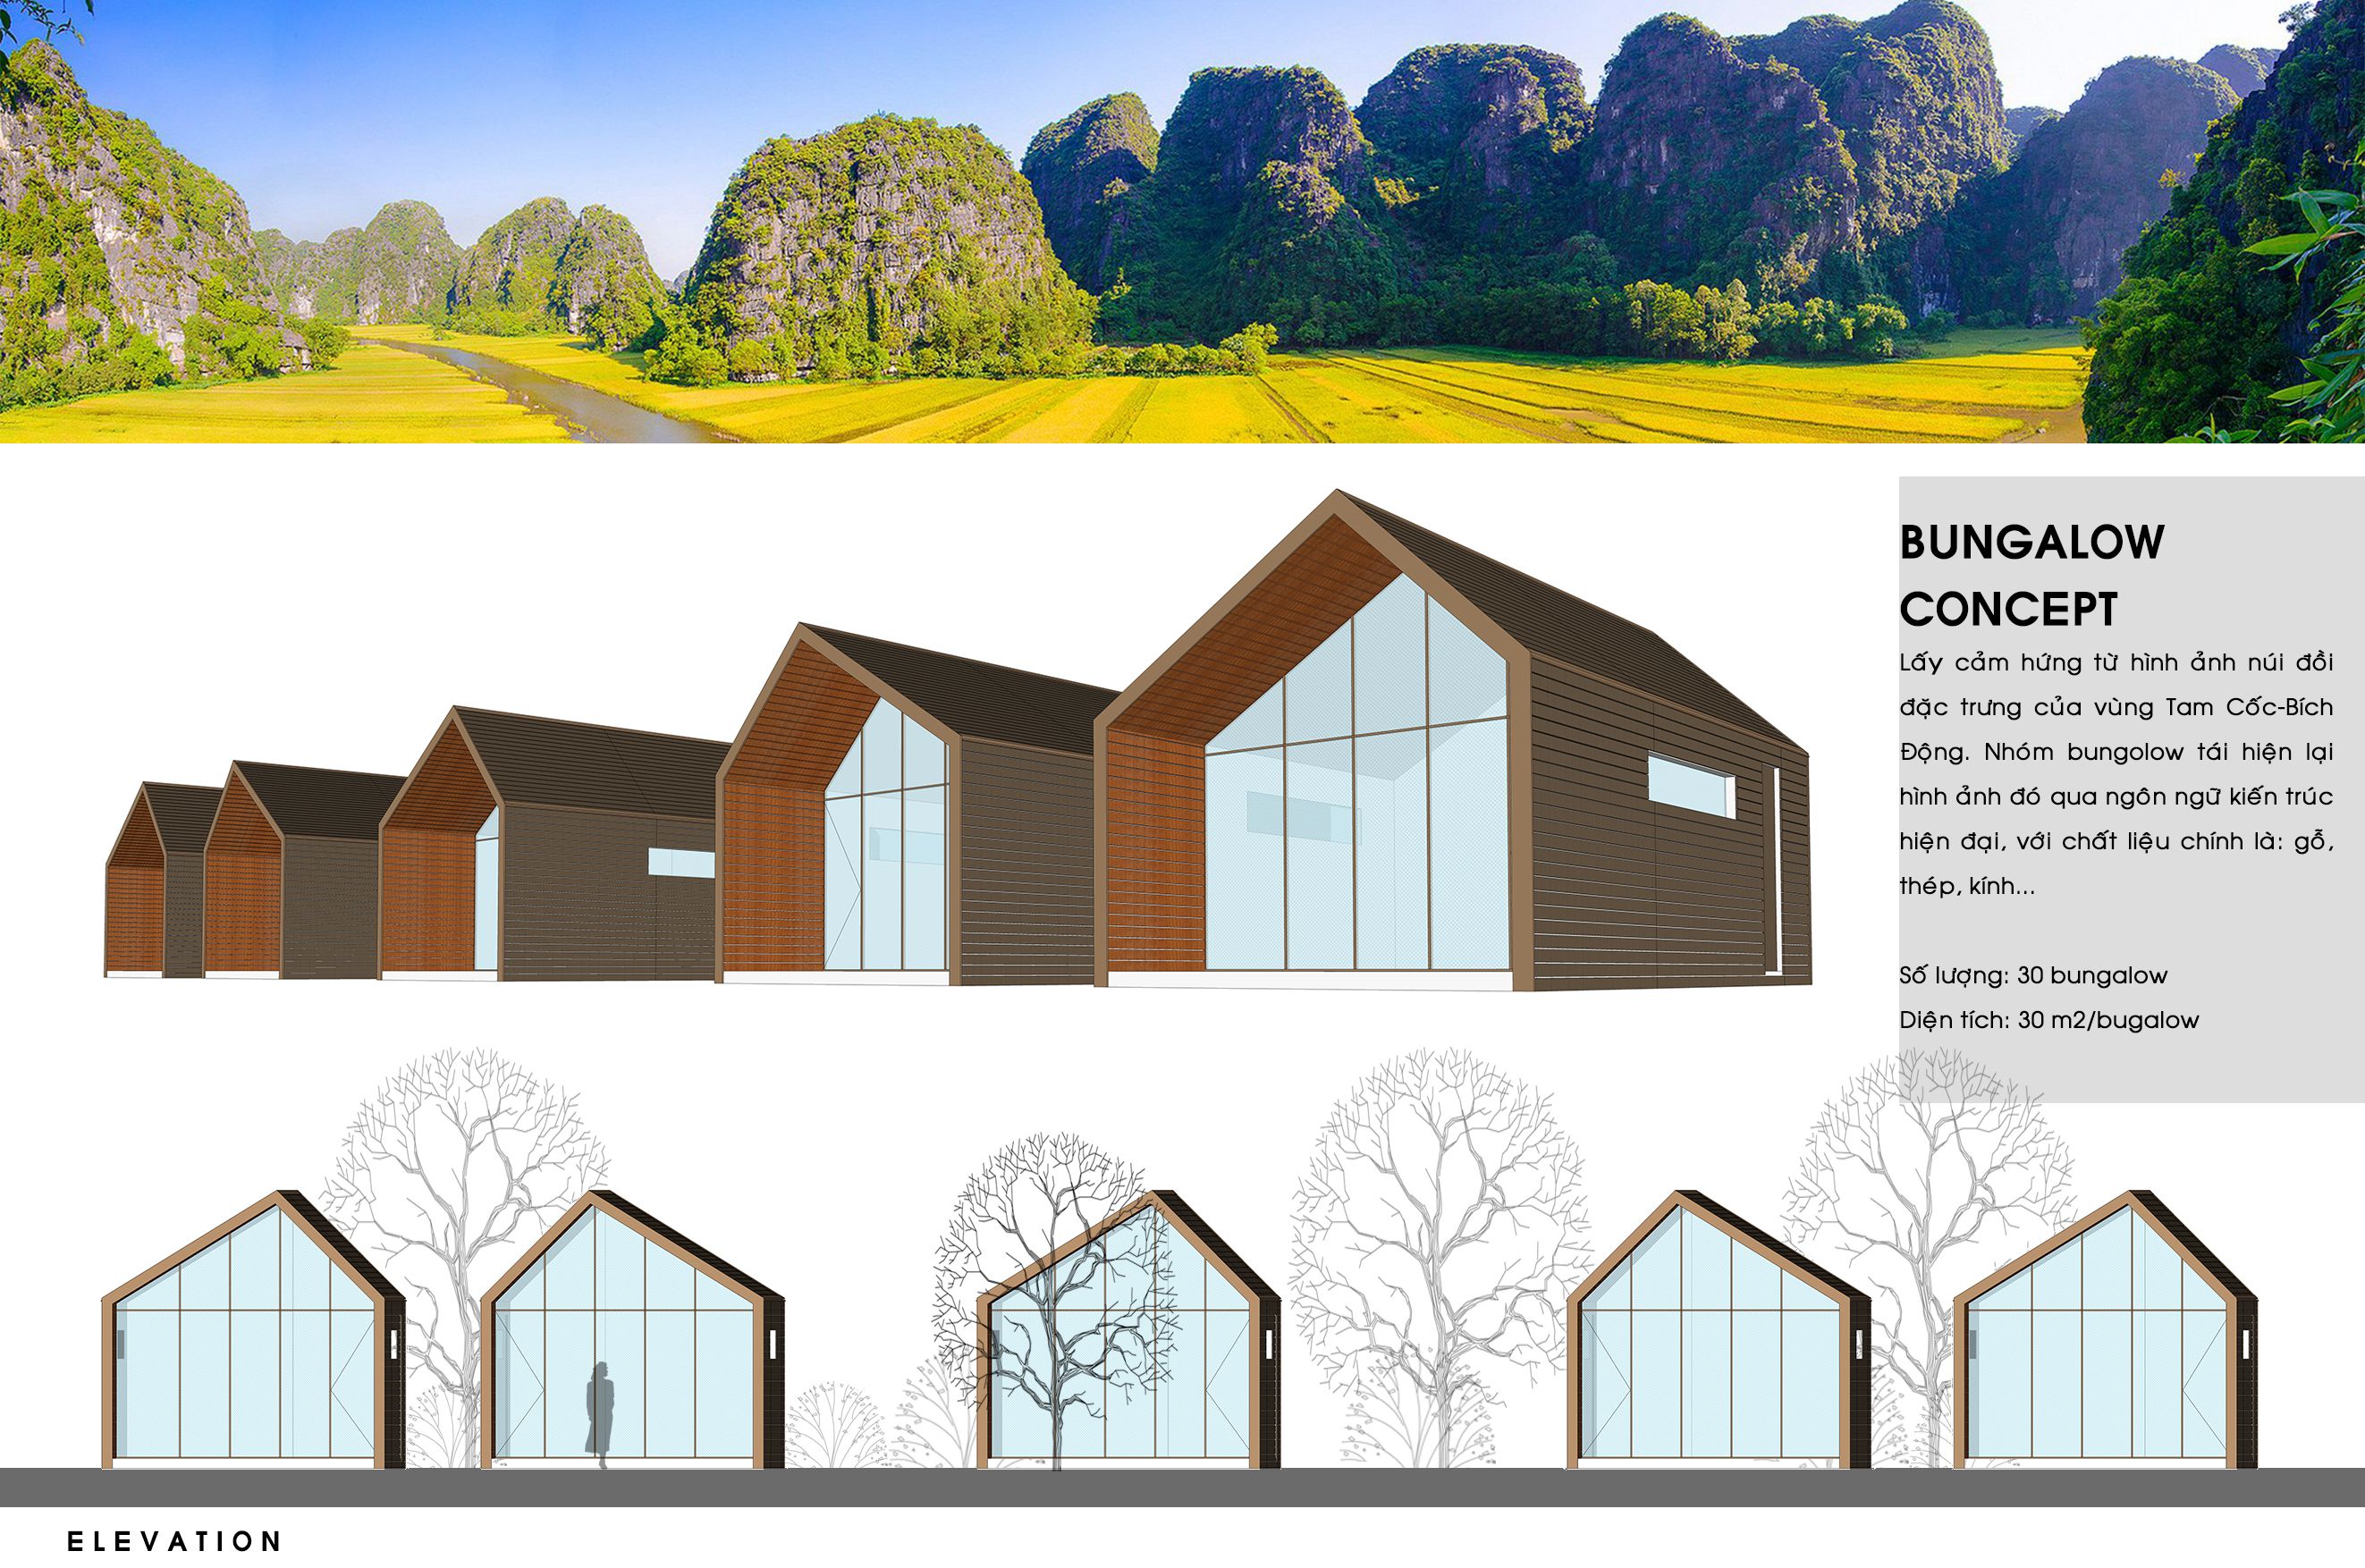 BUNGALOW
CONCEPT
Lấy cảm hứng từ hình ảnh núi đồi
đặc trưng của vùng Tam Cốc-Bích
Động. Nhóm bungolow tái hiện lại
hình ảnh đó qua ngôn ngữ kiến trúc
hiện đại, với chất liệu chính là: gỗ,
thép, kính...
Số lượng: 30 bungalow
Diện tích: 30 m2/bugalow
ELEVATION